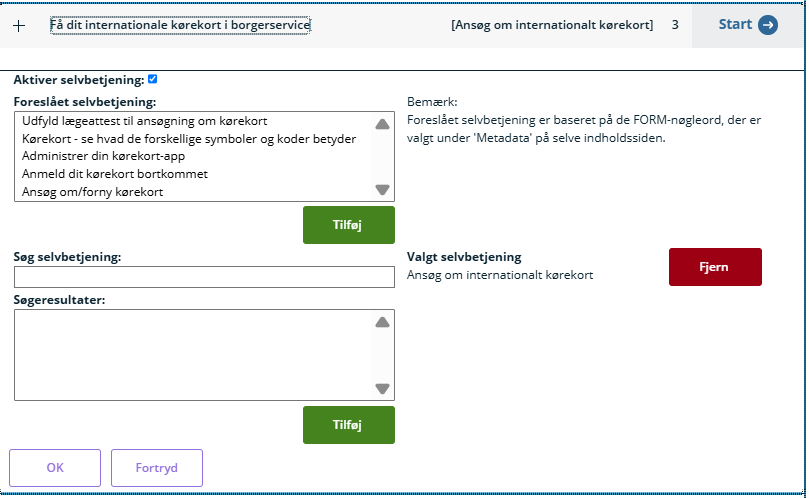 Få dit internationale kørekort i borgerservice [Ansøg om internationalt kørekort] 3 Start
Aktiver selvbetjening:
Foreslået selvbetjening:
Udfyld lægeattest til ansøgning om kørekort
Kørekort - se hvad de forskellige symboler og koder betyder
Administrer din kørekort-app
Anmeld dit kørekort bortkommet
Ansøg om/forny kørekort
Bemærk:
Foreslået selvbetjening er baseret på de FORM-nøgleord, der er
valgt under 'Metadata' på selve indholdssiden.
Tilføj
Søg selvbetjening:
Valgt selvbetjening
Ansøg om internationalt kørekort
Fjern
Søgeresultater:
Tilføj
OK
Fortryd